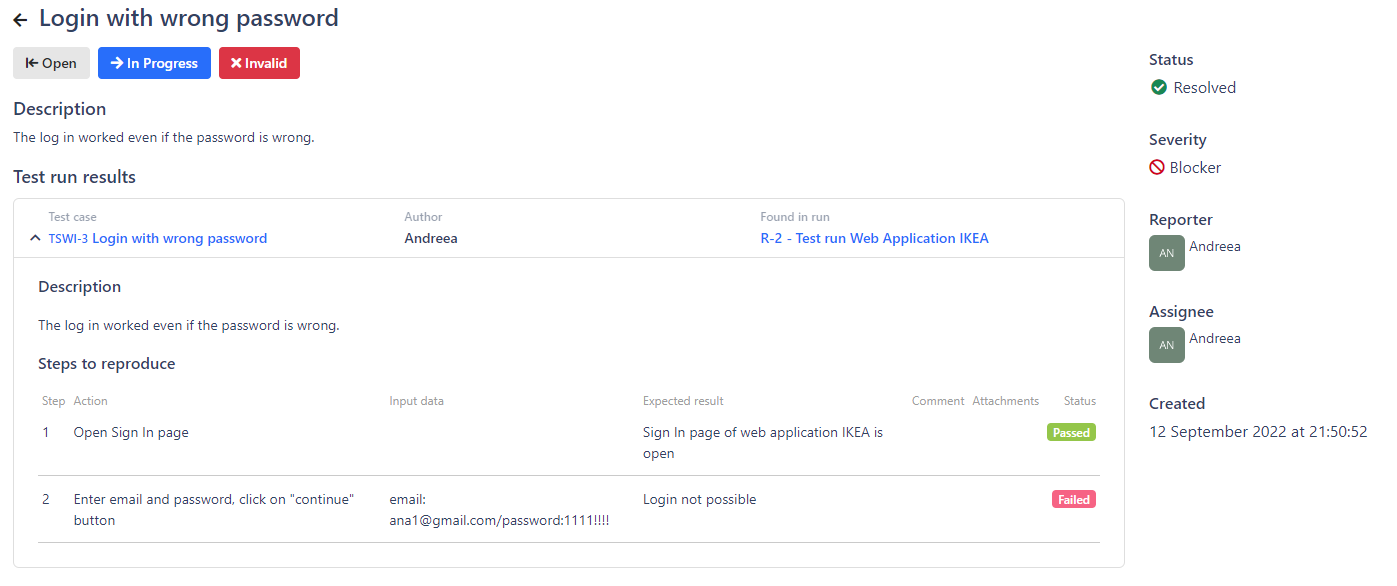 Login with wrong password
Open In Progress Invalid
Description
The log in worked even if the password is wrong.
Test run results
Test case Author Found in run
TSWI-3 Login with wrong password Andreea R-2 - Test run Web Application IKEA
Description
The log in worked even if the password is wrong.
Steps to reproduce
Step Action Input data Expected result Comment Attachments Status
1 Open Sign In page Sign In page of web application IKEA is Passed
open
2 Enter email and password, click on "continue" email: Login not possible Failed
button ana1@gmail.com/password:1111!!!!
Status
Resolved
Severity
Blocker
Reporter
AN Andreea
Assignee
AN Andreea
Created
12 September 2022 at 21:50:52